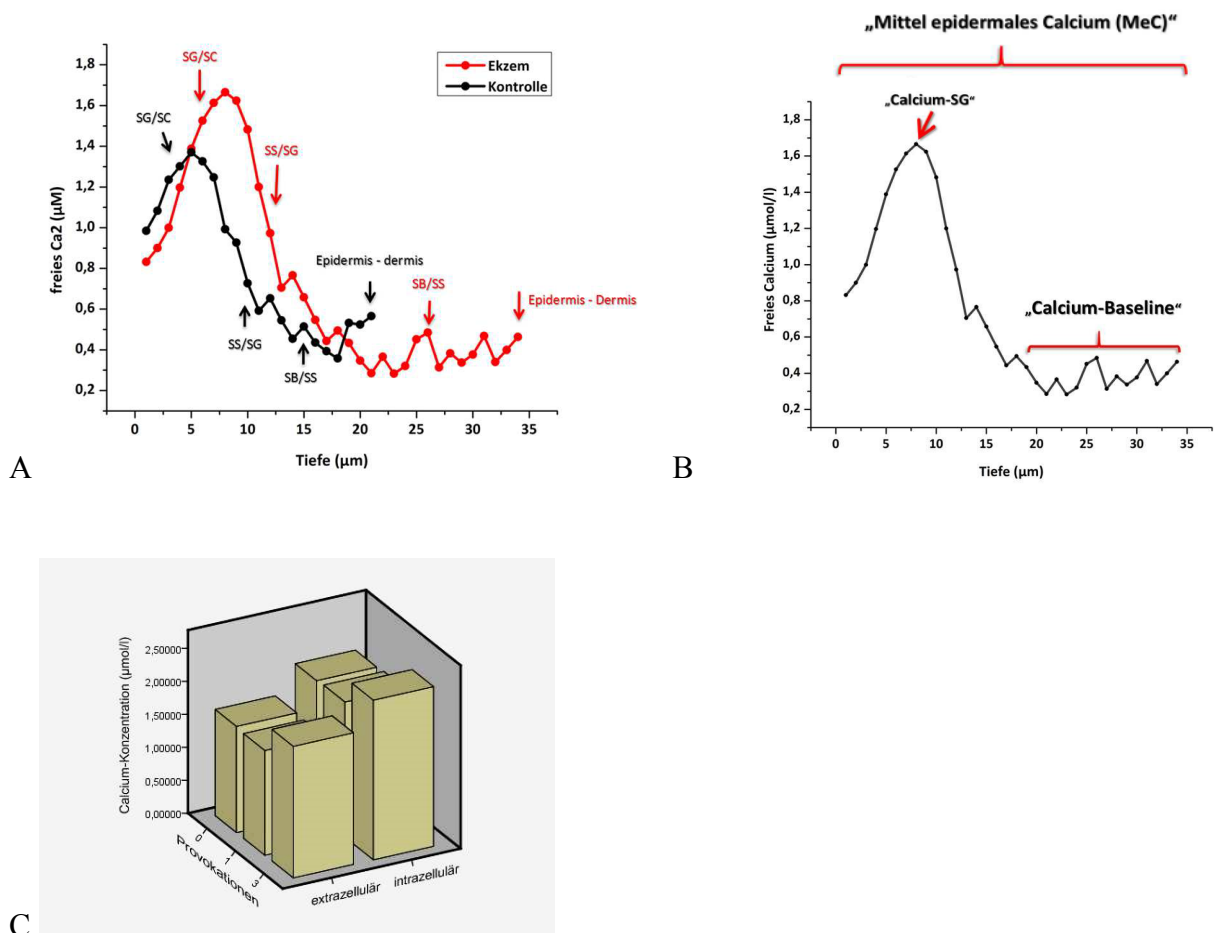 SG/SC
Ekzem
Kontrolle
SG/SC
SS/SG
Epidermis - dermis
SB/SS
Epidermis - Dermis
SS/SG
SB/SS
freies Ca2 (µM)
1,8
1,6
1,4
1,2
1,0
0,8
0,6
0,4
0,2
0 5 10 15 20 25 30 35
Tiefe (µm)
A
„Mittel epidermales Calcium (MeC)“
„Calcium-SG“
„Calcium-Baseline“
Freies Calcium (µmol/l)
1,8
1,6
1,4
1,2
1,0
0,8
0,6
0,4
0,2
0 5 10 15 20 25 30 35
Tiefe (µm)
B
Calcium-Konzentration (µmol/l)
2,50000
2,00000
1,50000
1,00000
0,50000
0,00000
0
1
3
Provokationen
extrazellulär
intrazellulär
C